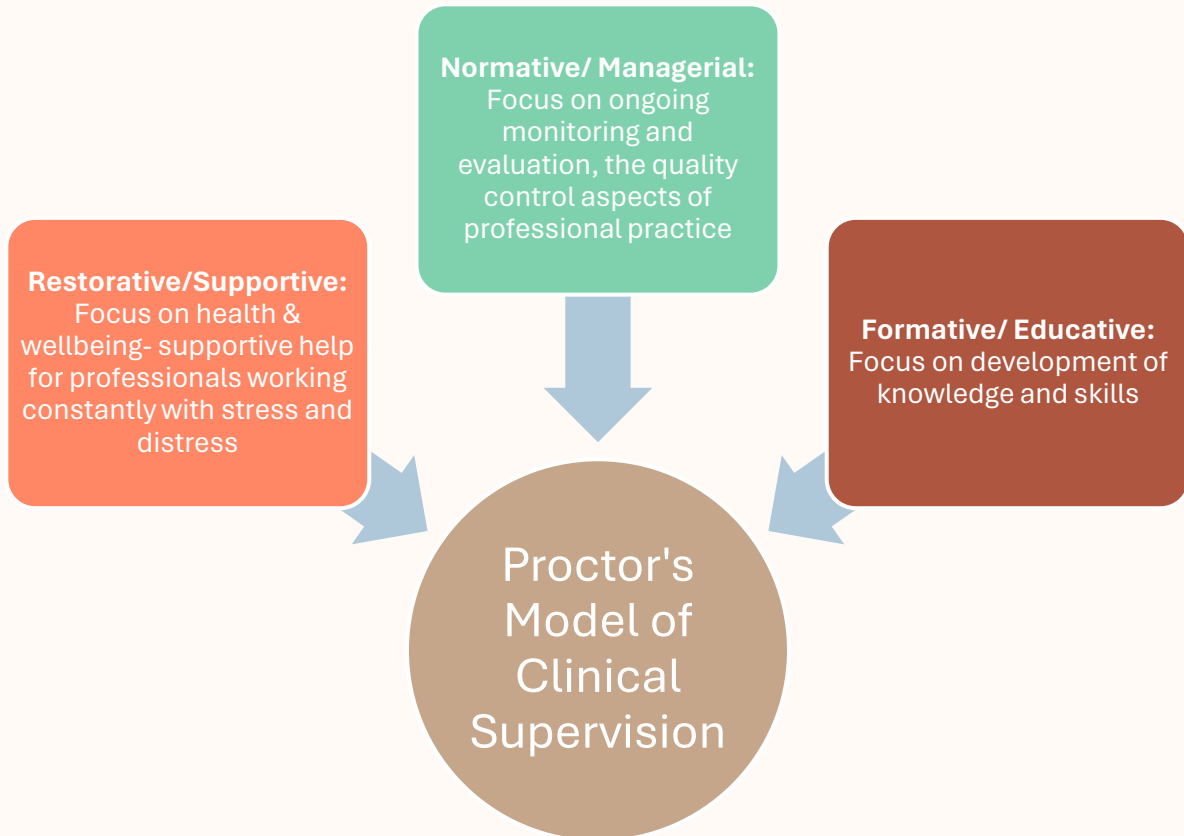 Normative/ Managerial:
Focus on ongoing
monitoring and
evaluation, the quality
control aspects of
professional practice
Restorative/Supportive:
Focus on health &
wellbeing- supportive help
for professionals working
constantly with stress and
distress
Formative/ Educative:
Focus on development of
knowledge and skills
Proctor's
Model of
Clinical
Supervision